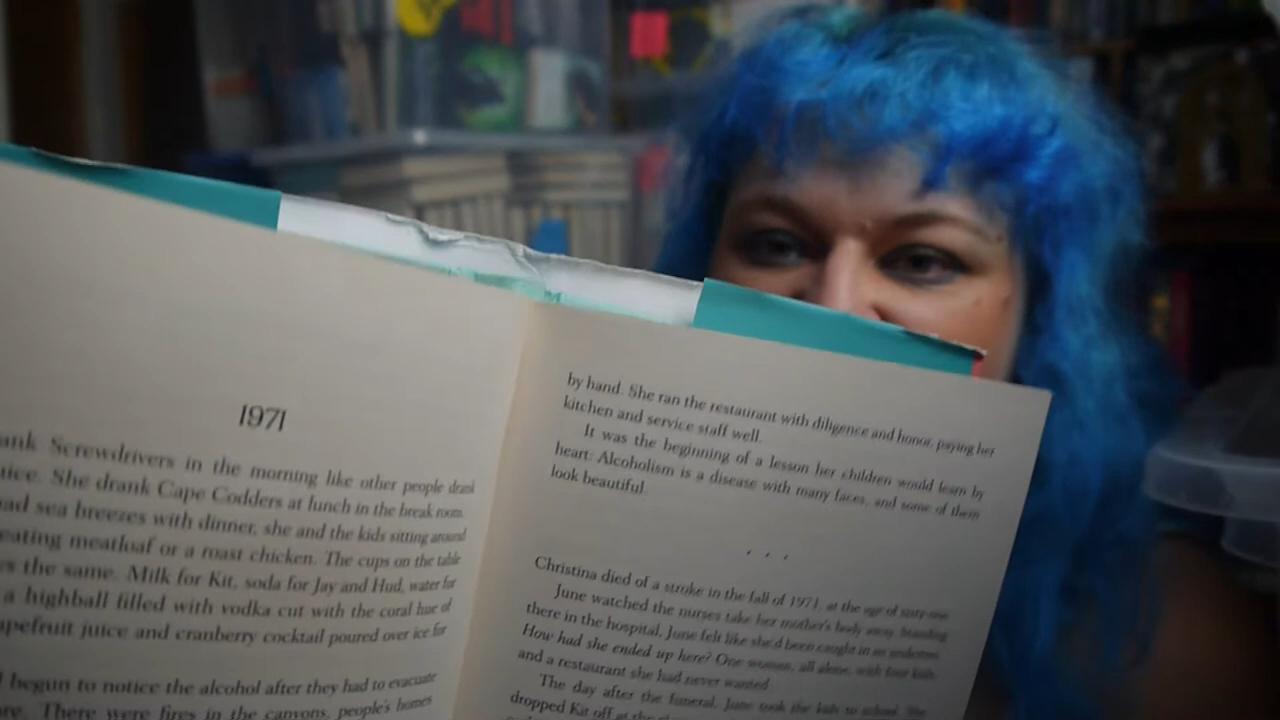 1971
ank Screwdrivers in the morning like other people drank
uice. She drank Cape Codders at lunch in the break room.
ad sea breezes with dinner, she and the kids sitting around
eating meatloaf or a roast chicken. The cups on the table
s the same. Milk for Kit, soda for Jay and Hud, water for
a highball filled with vodka cut with the coral hue of
apefruit juice and cranberry cocktail poured over ice for
begun to notice the alcohol after they had to evacuate
ore. There were fires in the canyons, people's homes
by hand. She ran the restaurant with diligence and honor, paying her
kitchen and service staff well.
It was the beginning of a lesson her children would learn by
heart: Alcoholism is a disease with many faces, and some of them
look beautiful.
. . .
Christina died of a stroke in the fall of 1971, at the age of sixty-one.
June watched the nurses take her mother's body away. Standing
there in the hospital, June felt like she'd been caught in an undertow.
How had she ended up here? One woman, all alone, with four kids,
and a restaurant she had never wanted.
The day after the funeral, June took the kids to school. She
dropped Kit off at the